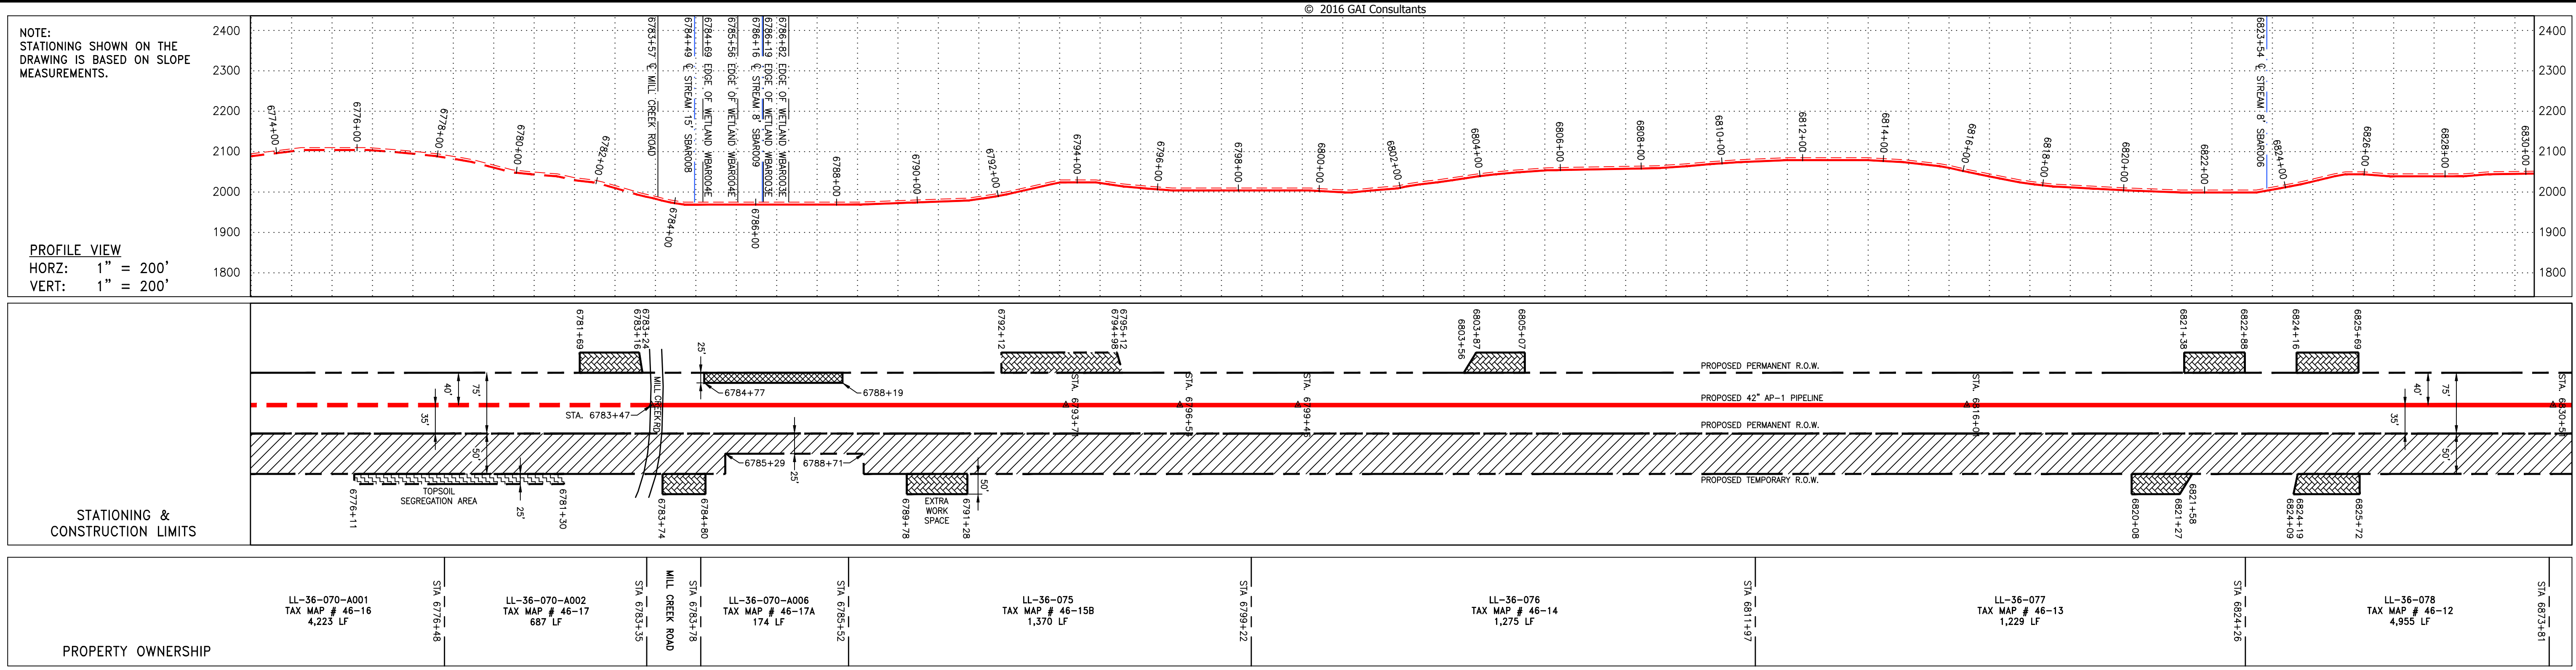 © 2016 GAI Consultants
NOTE:
STATIONING SHOWN ON THE
DRAWING IS BASED ON SLOPE
MEASUREMENTS.
2400
2300
2200
2100
2000
1900
1800
PROFILE VIEW
HORZ: 1" = 200'
VERT: 1" = 200'
6774+00
6776+00
6778+00
6780+00
6782+00
6783+57 ℄ MILL CREEK ROAD
6784+00
6784+49 ℄ STREAM 15' SBAR008
6784+69 EDGE OF WETLAND WBAR004E
6785+56 EDGE OF WETLAND WBAR004E
6786+00
6786+16 ℄ STREAM 8' SBAR009
6786+19 EDGE OF WETLAND WBAR003E
6786+82 EDGE OF WETLAND WBAR003E
6788+00
6790+00
6792+00
6794+00
6796+00
6798+00
6800+00
6802+00
6804+00
6806+00
6808+00
6810+00
6812+00
6814+00
6816+00
6818+00
6820+00
6822+00
6823+54 ℄ STREAM 8' SBAR006
6824+00
6826+00
6828+00
6830+00
2400
2300
2200
2100
2000
1900
1800
STATIONING &
CONSTRUCTION LIMITS
6781+69
6783+16
6783+24
6792+12
6794+98
6795+12
6803+56
6803+87
6805+07
6821+38
6822+88
6824+16
6825+69
40'
75'
35'
50'
25'
MILL CREEK RD.
STA. 6783+47
25'
6784+77
6788+19
STA. 6793+71
STA. 6796+54
STA. 6799+45
PROPOSED PERMANENT R.O.W.
PROPOSED 42" AP-1 PIPELINE
PROPOSED PERMANENT R.O.W.
PROPOSED TEMPORARY R.O.W.
STA. 6816+01
STA. 6830+51
40'
75'
35'
50'
6785+29
6788+71
25'
50'
6776+11
TOPSOIL
SEGREGATION AREA
6781+30
6783+74
6784+80
6789+78
EXTRA
WORK
SPACE
6791+28
6820+08
6821+27
6821+58
6824+09
6824+19
6825+72
PROPERTY OWNERSHIP
LL-36-070-A001
TAX MAP # 46-16
4,223 LF
STA 6776+48
LL-36-070-A002
TAX MAP # 46-17
687 LF
STA 6783+35
MILL CREEK ROAD
STA 6783+78
LL-36-070-A006
TAX MAP # 46-17A
174 LF
STA 6785+52
LL-36-075
TAX MAP # 46-15B
1,370 LF
STA 6799+22
LL-36-076
TAX MAP # 46-14
1,275 LF
STA 6811+97
LL-36-077
TAX MAP # 46-13
1,229 LF
STA 6824+26
LL-36-078
TAX MAP # 46-12
4,955 LF
STA 6873+81